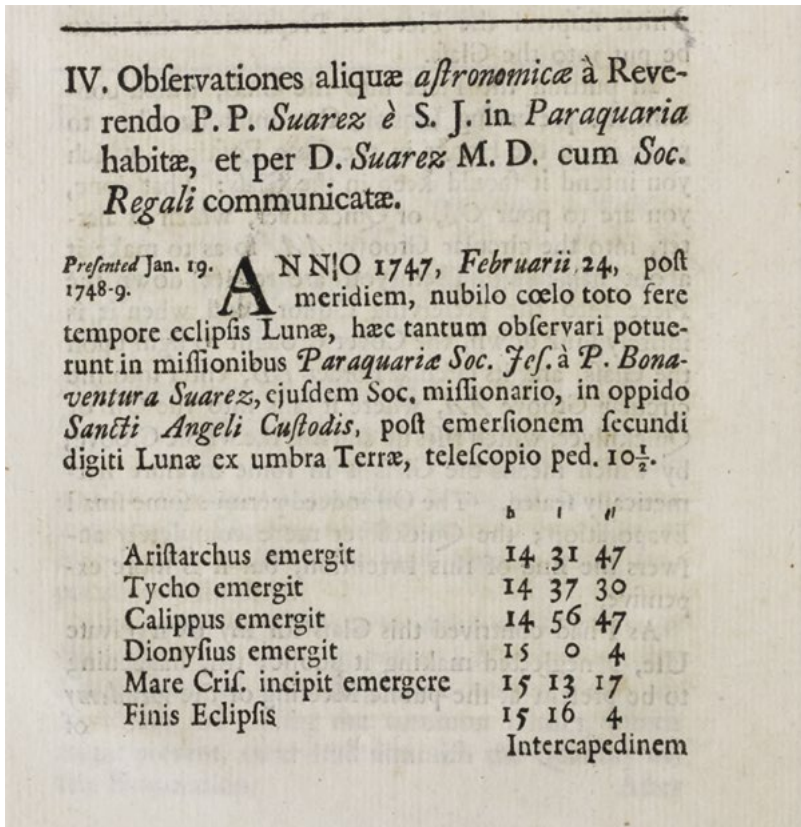 IV. Obſervationes aliquæ aſtronomicæ à Reve-
rendo P. P. Suarez è S. J. in Paraquaria
habitæ, et per D. Suarez M. D. cum Soc.
Regali communicatæ.
Preſented Jan. 19.
1748-9.
ANN|O 1747, Februarii 24, poſt
meridiem, nubilo cœlo toto fere
tempore eclipſis Lunæ, hæc tantum obſervari potue-
runt in miſſionibus Paraquariæ Soc. Jeſ. à P. Bona-
ventura Suarez, ejuſdem Soc. miſſionario, in oppido
Sancti Angeli Cuſtodis, poſt emerſionem ſecundi
digiti Lunæ ex umbra Terræ, teleſcopio ped. 10½.
h ′ ″
Ariſtarchus emergit 14 31 47
Tycho emergit 14 37 30
Calippus emergit 14 56 47
Dionyſius emergit 15 0 4
Mare Criſ. incipit emergere 15 13 17
Finis Eclipſis 15 16 4
Intercapedinem